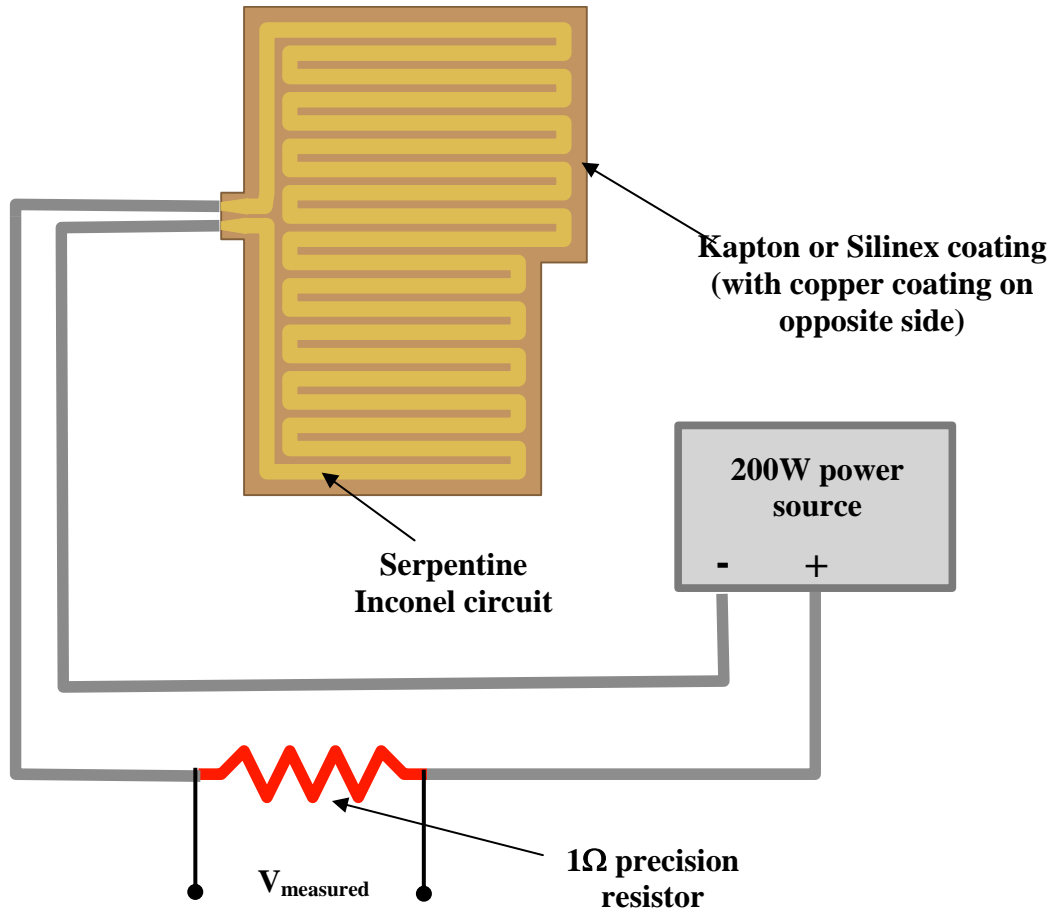 Kapton or Silinex coating
(with copper coating on
opposite side)
200W power
source
- +
Serpentine
Inconel circuit
1Ω precision
resistor
Vmeasured